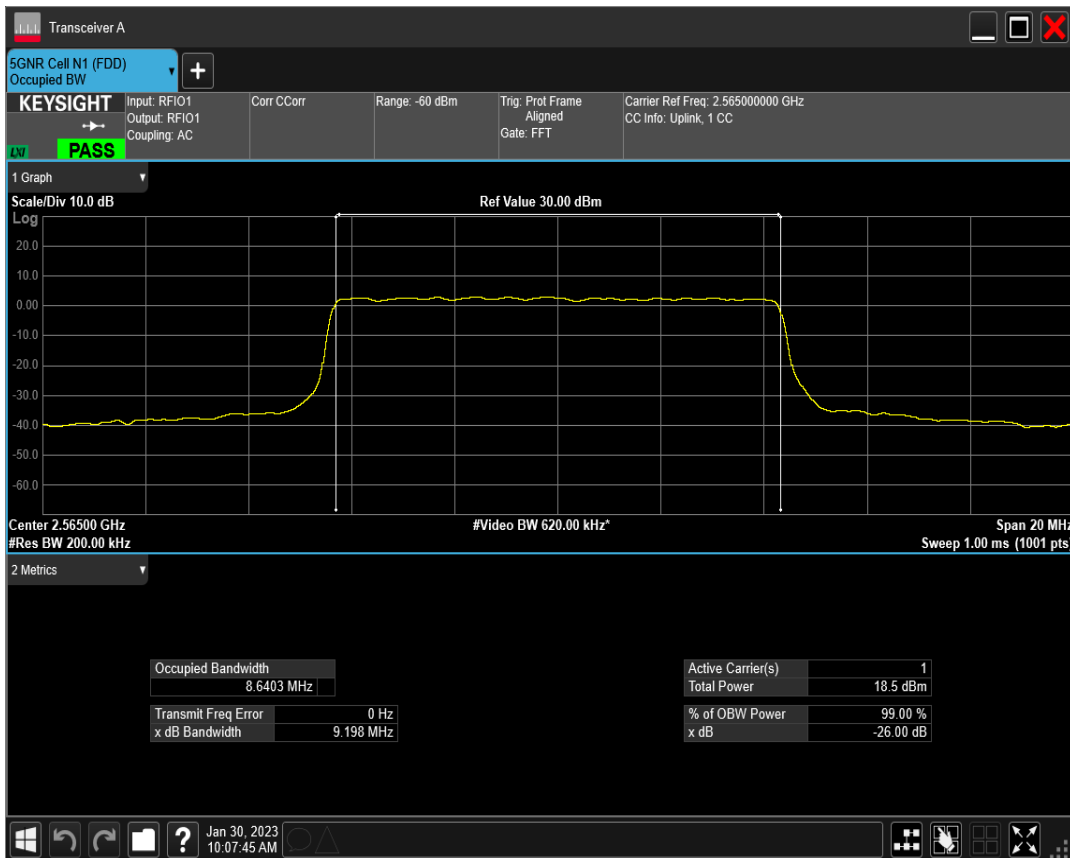 Transceiver A
5GNR Cell N1 (FDD)
Occupied BW
KEYSIGHT
LXI
PASS
Input: RFIO1
Output: RFIO1
Coupling: AC
Corr CCorr
Range: -60 dBm
Trig: Prot Frame
Aligned
Gate: FFT
Carrier Ref Freq: 2.565000000 GHz
CC Info: Uplink, 1 CC
1 Graph
Scale/Div 10.0 dB
Ref Value 30.00 dBm
Log
20.0
10.0
0.00
-10.0
-20.0
-30.0
-40.0
-50.0
-60.0
Center 2.56500 GHz
#Video BW 620.00 kHz*
Span 20 MHz
#Res BW 200.00 kHz
Sweep 1.00 ms (1001 pts)
2 Metrics
Occupied Bandwidth
8.6403 MHz
Transmit Freq Error 0 Hz
x dB Bandwidth 9.198 MHz
Active Carrier(s) 1
Total Power 18.5 dBm
% of OBW Power 99.00 %
x dB -26.00 dB
?
Jan 30, 2023
10:07:45 AM